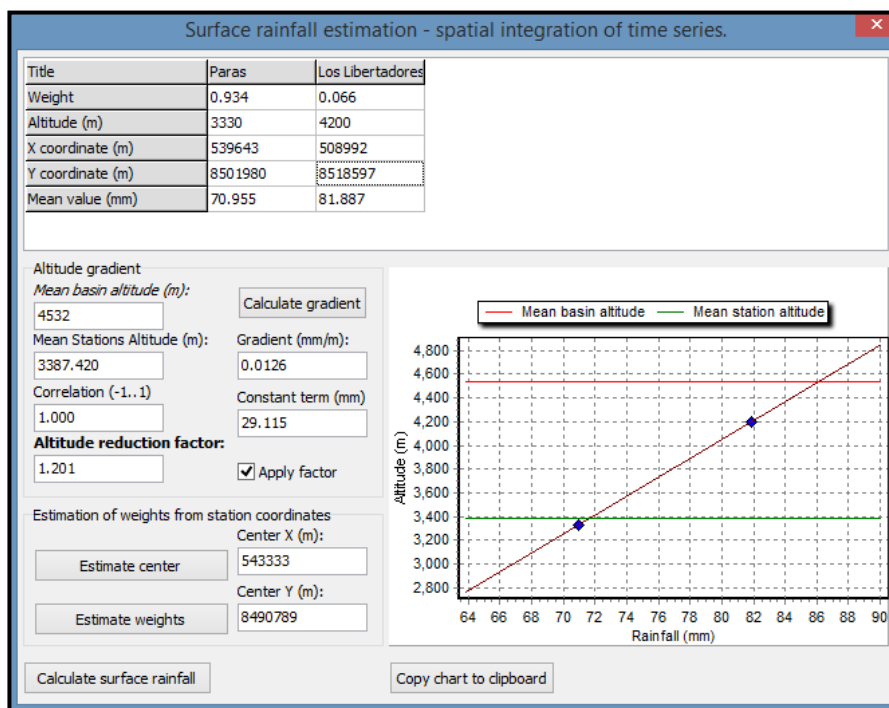 Surface rainfall estimation - spatial integration of time series.
Title Paras Los Libertadores
Weight 0.934 0.066
Altitude (m) 3330 4200
X coordinate (m) 539643 508992
Y coordinate (m) 8501980 8518597
Mean value (mm) 70.955 81.887
Altitude gradient
Mean basin altitude (m):
4532
Calculate gradient
Mean Stations Altitude (m): Gradient (mm/m):
3387.420 0.0126
Correlation (-1..1) Constant term (mm)
1.000 29.115
Altitude reduction factor:
1.201 Apply factor
Estimation of weights from station coordinates
Center X (m):
Estimate center 543333
Center Y (m):
Estimate weights 8490789
Calculate surface rainfall
Mean basin altitude Mean station altitude
4,800
4,600
4,400
4,200
4,000
3,800
3,600
3,400
3,200
3,000
2,800
Altitude (m)
64 66 68 70 72 74 76 78 80 82 84 86 88 90
Rainfall (mm)
Copy chart to clipboard